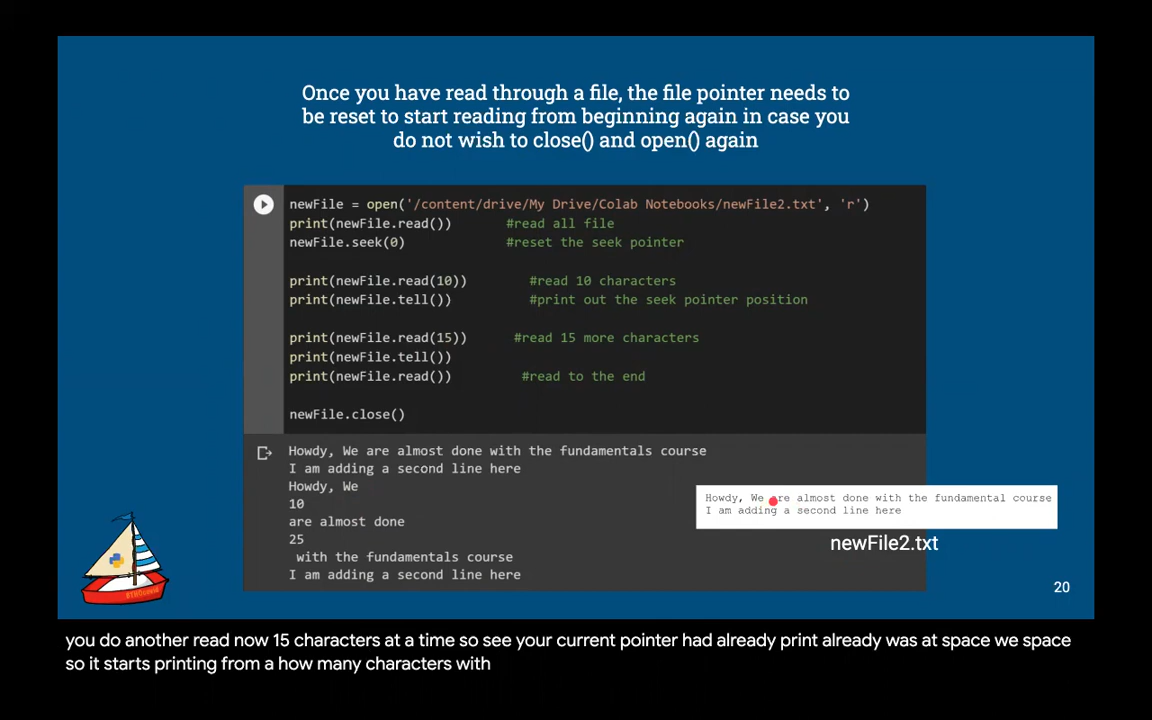 Once you have read through a file, the file pointer needs to
be reset to start reading from beginning again in case you
do not wish to close() and open() again
newFile = open('/content/drive/My Drive/Colab Notebooks/newFile2.txt', 'r')
print(newFile.read()) #read all file
newFile.seek(0) #reset the seek pointer
print(newFile.read(10)) #read 10 characters
print(newFile.tell()) #print out the seek pointer position
print(newFile.read(15)) #read 15 more characters
print(newFile.tell())
print(newFile.read()) #read to the end
newFile.close()
Howdy, We are almost done with the fundamentals course
I am adding a second line here
Howdy, We
10
are almost done
25
with the fundamentals course
I am adding a second line here
Howdy, We are almost done with the fundamental course
I am adding a second line here
newFile2.txt
20
you do another read now 15 characters at a time so see your current pointer had already print already was at space we space
so it starts printing from a how many characters with